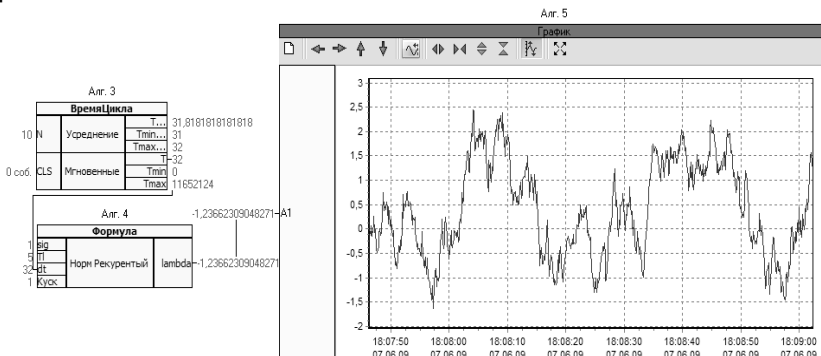 Алг. 5
График
Алг. 3
ВремяЦикла
10 N Усреднение T... 31,8181818181818
Tmin... 31
Tmax... 32
0 соб. CLS Мгновенные T 32
Tmin 0
Tmax 11652124
Алг. 4
Формула
1 sig
5 Tl
32 dt
1 Куск
Норм Рекурентый lambda -1,23662309048271
-1,23662309048271 A1
3
2,5
2
1,5
1
0,5
0
-0,5
-1
-1,5
-2
18:07:50 18:08:00 18:08:10 18:08:20 18:08:30 18:08:40 18:08:50 18:09:00
07.06.09 07.06.09 07.06.09 07.06.09 07.06.09 07.06.09 07.06.09 07.06.09